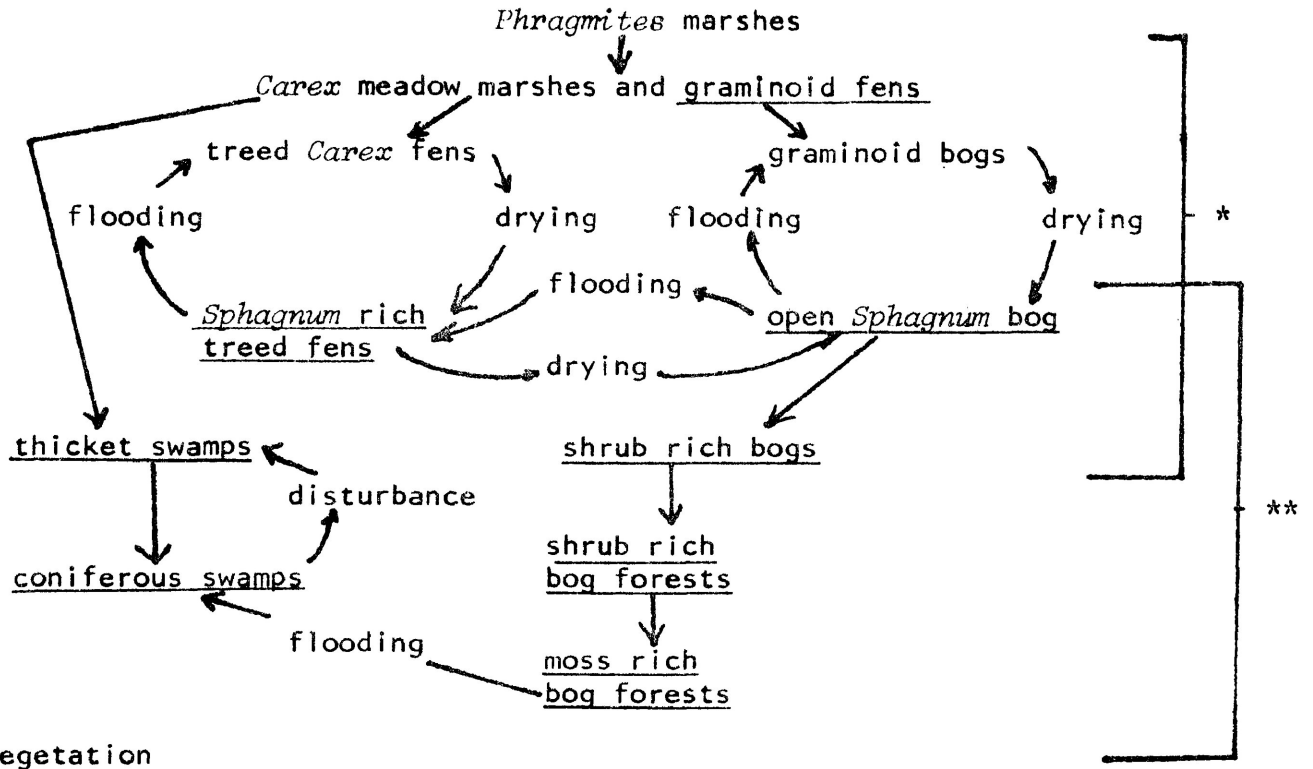 Phragmites marshes
Carex meadow marshes and graminoid fens
treed Carex fens
graminoid bogs
flooding
drying
flooding
drying
*
flooding
Sphagnum rich
treed fens
open Sphagnum bog
drying
thicket swamps
shrub rich bogs
disturbance
**
shrub rich
bog forests
coniferous swamps
flooding
moss rich
bog forests
egetation